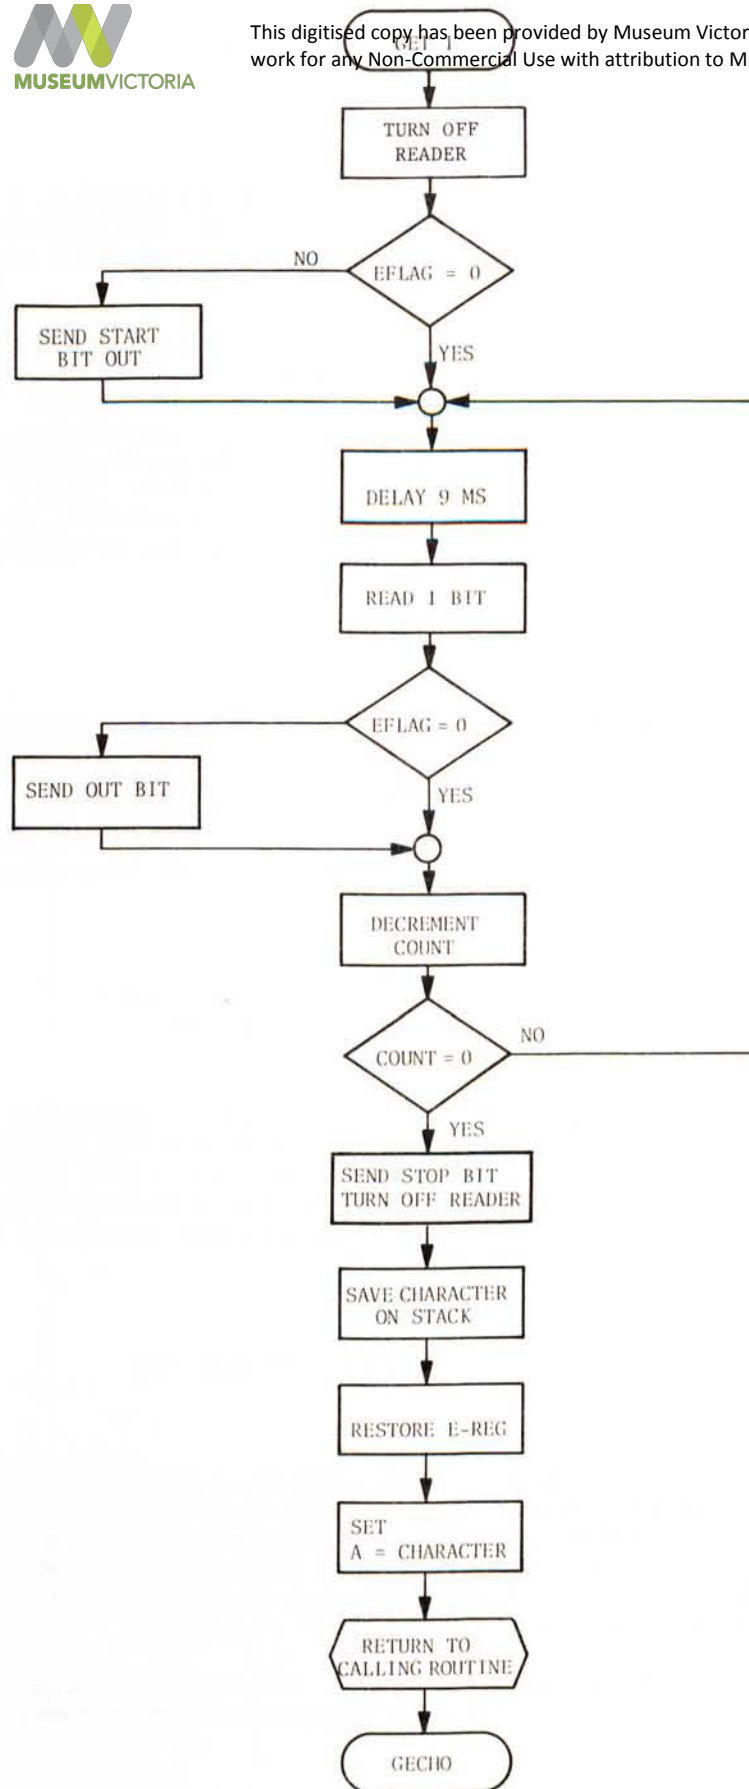 This digitised copy has been provided by Museum Victor
work for any Non-Commercial Use with attribution to M
MUSEUMVICTORIA
GET 1
TURN OFF
READER
NO
EFLAG = 0
SEND START
BIT OUT
YES
DELAY 9 MS
READ 1 BIT
EFLAG = 0
SEND OUT BIT
YES
DECREMENT
COUNT
NO
COUNT = 0
YES
SEND STOP BIT
TURN OFF READER
SAVE CHARACTER
ON STACK
RESTORE E-REG
SET
A = CHARACTER
RETURN TO
CALLING ROUTINE
GECHO